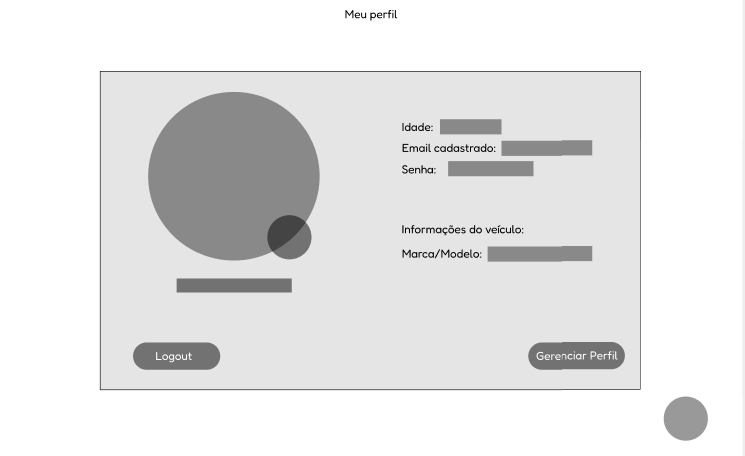 Meu perfil
Idade:
Email cadastrado:
Senha:
Informações do veículo:
Marca/Modelo:
Logout
Gerenciar Perfil